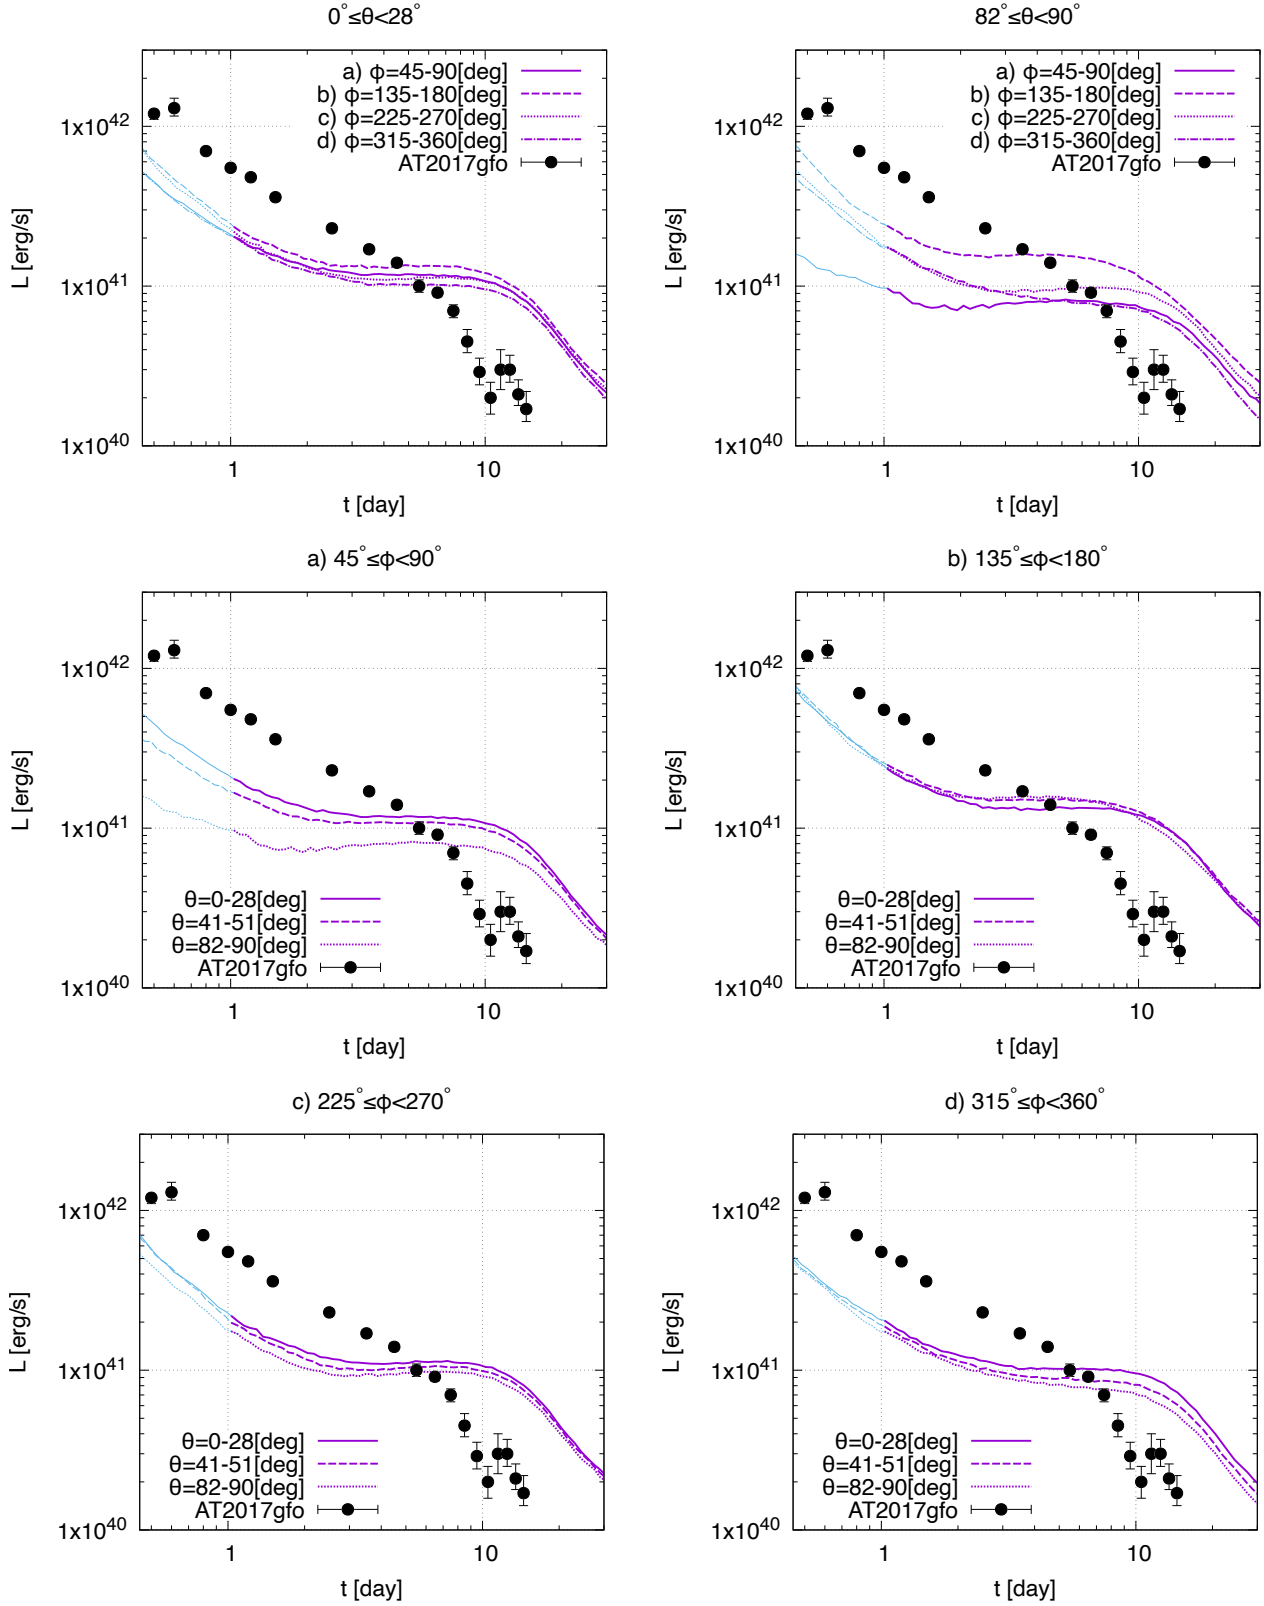 0°≤θ<28°
a) φ=45-90[deg]
b) φ=135-180[deg]
c) φ=225-270[deg]
d) φ=315-360[deg]
AT2017gfo
L [erg/s]
1x10^42
1x10^41
1x10^40
1 10
t [day]
82°≤θ<90°
a) φ=45-90[deg]
b) φ=135-180[deg]
c) φ=225-270[deg]
d) φ=315-360[deg]
AT2017gfo
L [erg/s]
1x10^42
1x10^41
1x10^40
1 10
t [day]
a) 45°≤φ<90°
L [erg/s]
1x10^42
1x10^41
1x10^40
θ=0-28[deg]
θ=41-51[deg]
θ=82-90[deg]
AT2017gfo
1 10
t [day]
b) 135°≤φ<180°
L [erg/s]
1x10^42
1x10^41
1x10^40
θ=0-28[deg]
θ=41-51[deg]
θ=82-90[deg]
AT2017gfo
1 10
t [day]
c) 225°≤φ<270°
L [erg/s]
1x10^42
1x10^41
1x10^40
θ=0-28[deg]
θ=41-51[deg]
θ=82-90[deg]
AT2017gfo
1 10
t [day]
d) 315°≤φ<360°
L [erg/s]
1x10^42
1x10^41
1x10^40
θ=0-28[deg]
θ=41-51[deg]
θ=82-90[deg]
AT2017gfo
1 10
t [day]